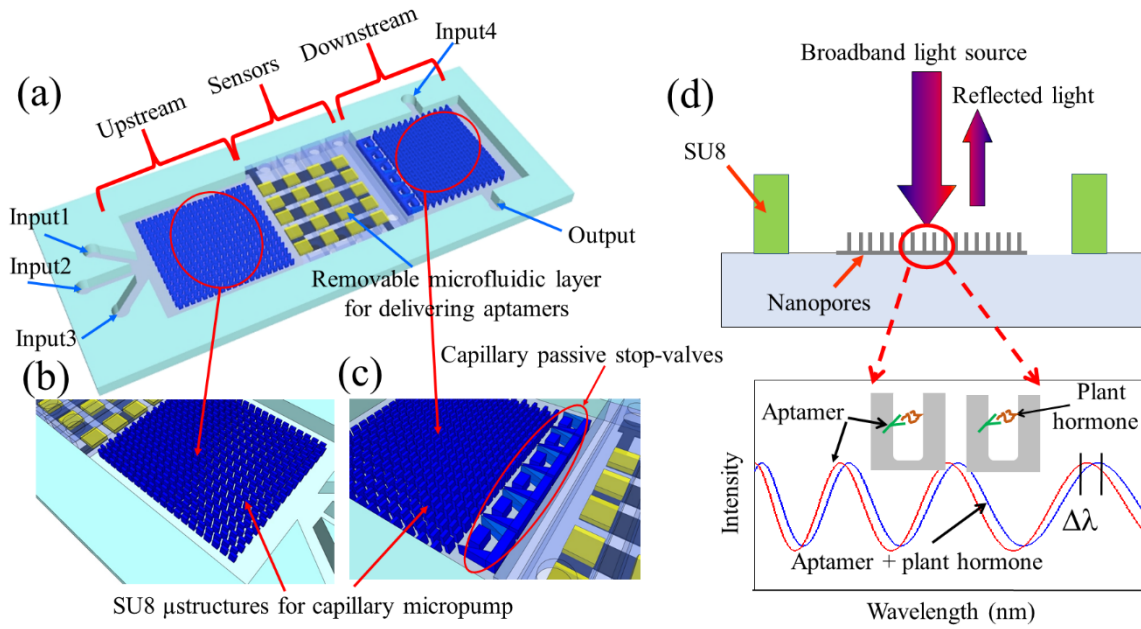 (a)
Upstream
Sensors
Downstream
Input4
Input1
Input2
Input3
Output
Removable microfluidic layer
for delivering aptamers
(b)
(c)
Capillary passive stop-valves
SU8 μstructures for capillary micropump
(d)
Broadband light source
Reflected light
SU8
Nanopores
Aptamer
Plant
hormone
Intensity
Δλ
Aptamer + plant hormone
Wavelength (nm)